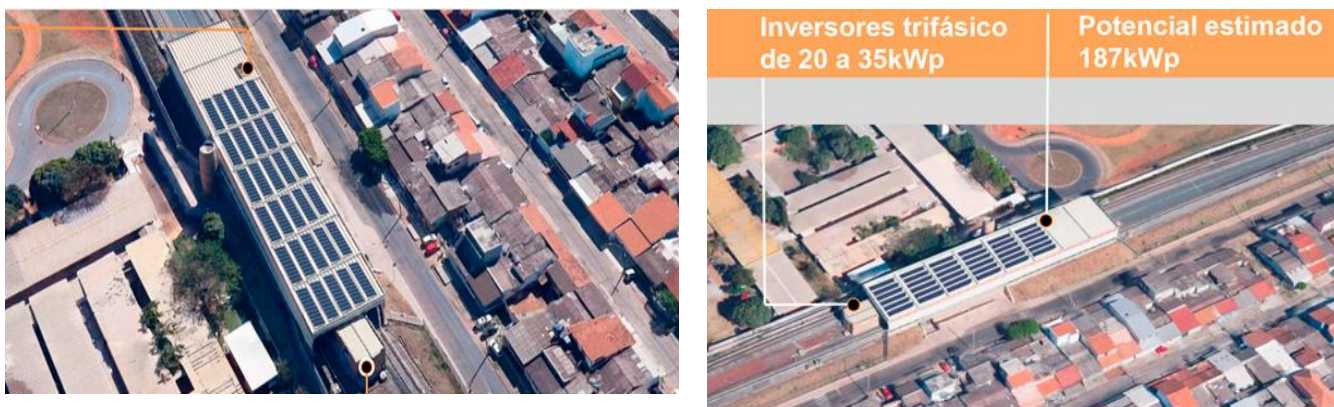 Inversores trifásico
de 20 a 35kWp
Potencial estimado
187kWp